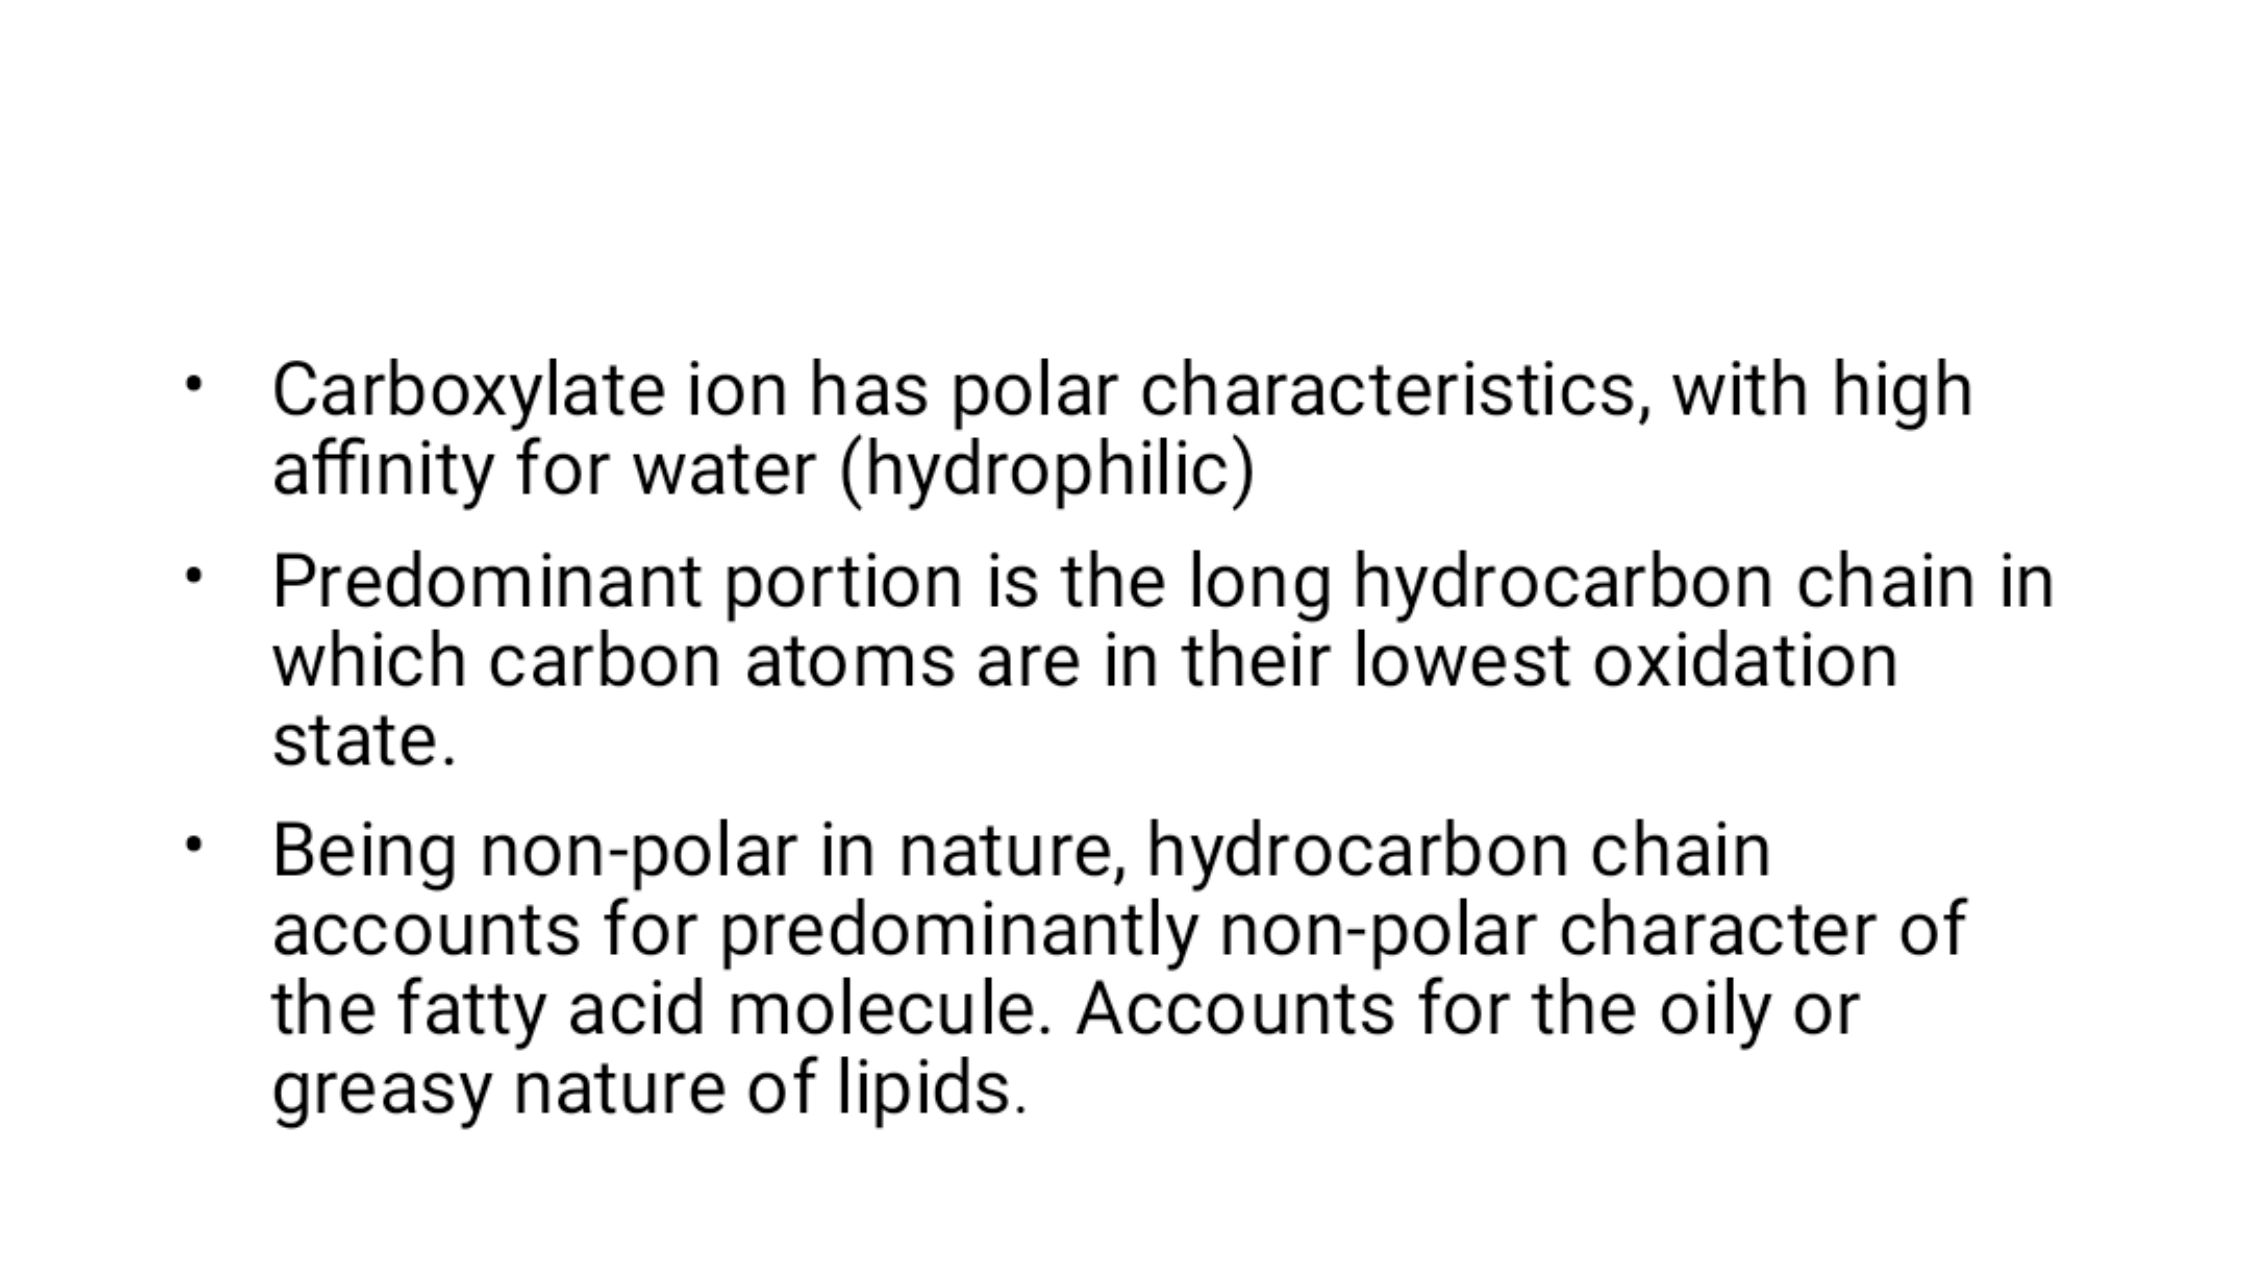 • Carboxylate ion has polar characteristics, with high
affinity for water (hydrophilic)
• Predominant portion is the long hydrocarbon chain in
which carbon atoms are in their lowest oxidation
state.
• Being non-polar in nature, hydrocarbon chain
accounts for predominantly non-polar character of
the fatty acid molecule. Accounts for the oily or
greasy nature of lipids.